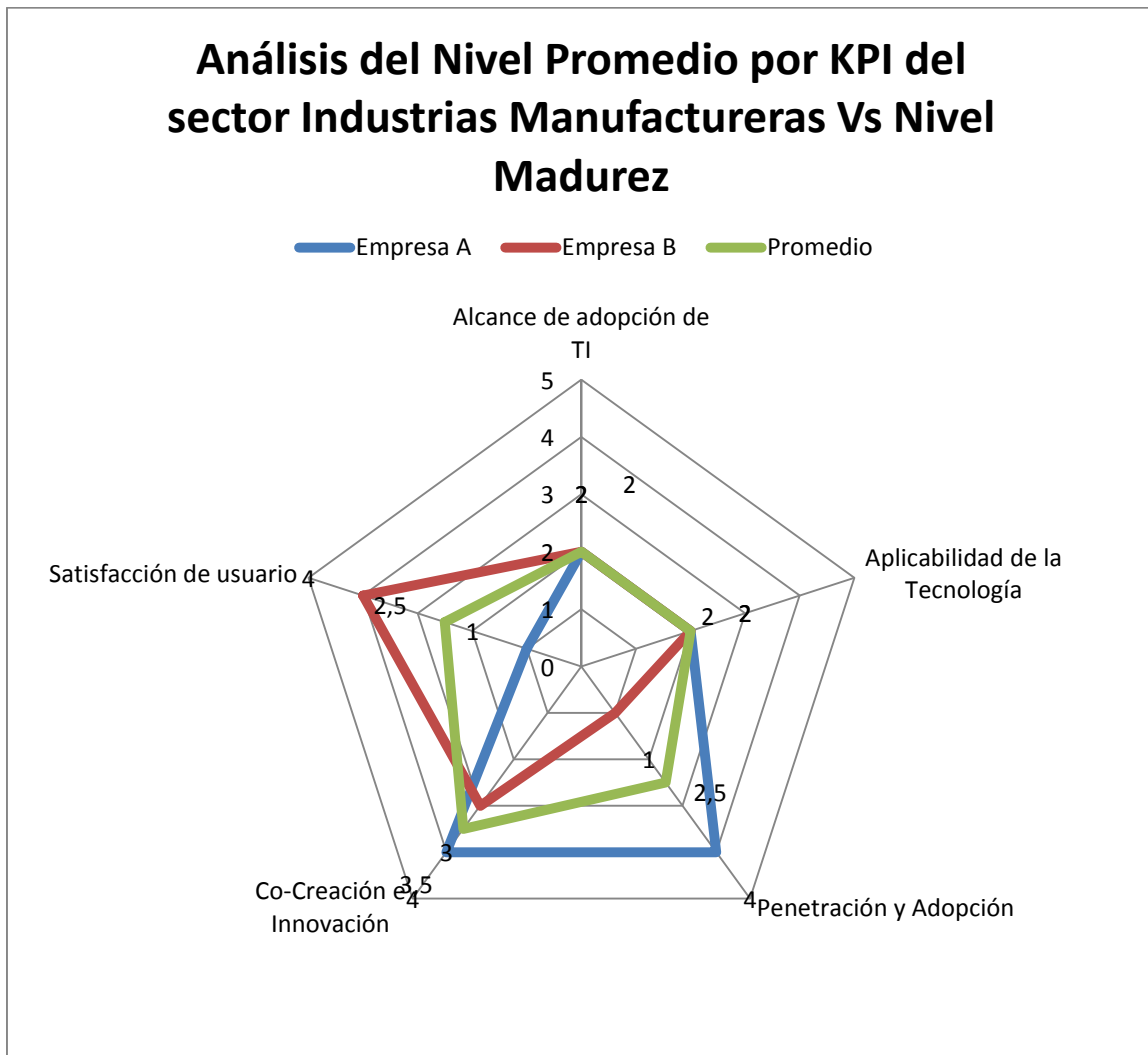 Análisis del Nivel Promedio por KPI del
sector Industrias Manufactureras Vs Nivel
Madurez
Empresa A Empresa B Promedio
Alcance de adopción de
TI
5
4
2
3 2
2
Aplicabilidad de la
Tecnología
Satisfacción de usuario 4
2,5
1
1
2 2
0
1
2,5
3
3,5
4
Co-Creación e
Innovación
4 Penetración y Adopción